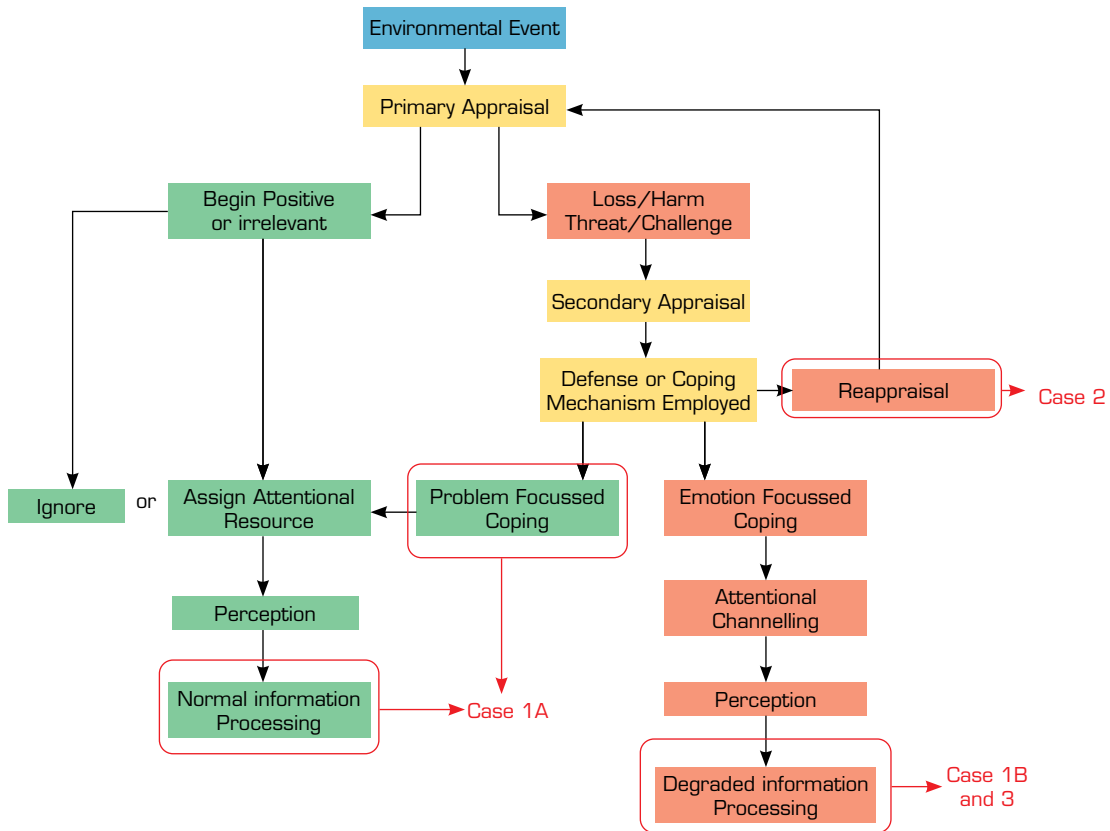 Environmental Event
Primary Appraisal
Begin Positive
or irrelevant
Loss/Harm
Threat/Challenge
Secondary Appraisal
Defense or Coping
Mechanism Employed
Reappraisal
Case 2
Ignore
or
Assign Attentional
Resource
Problem Focussed
Coping
Emotion Focussed
Coping
Attentional
Channelling
Perception
Perception
Normal information
Processing
Case 1A
Degraded information
Processing
Case 1B
and 3